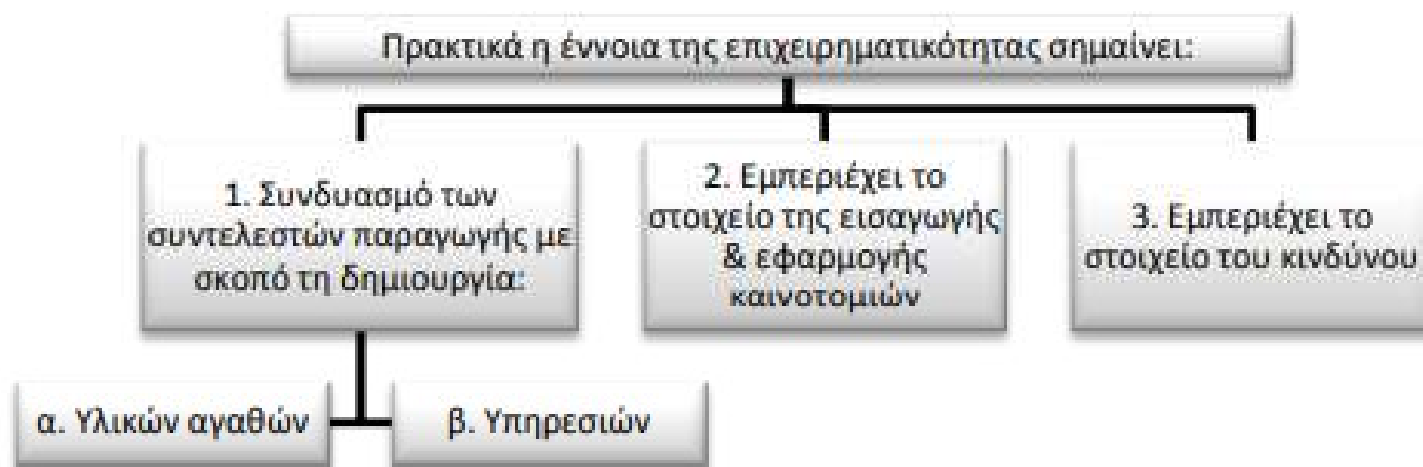 Πρακτικά η έννοια της επιχειρηματικότητας σημαίνει:
1. Συνδυασμό των
συντελεστών παραγωγής με
σκοπό τη δημιουργία:
2. Εμπεριέχει το
στοιχείο της εισαγωγής
& εφαρμογής
καινοτομιών
3. Εμπεριέχει το
στοιχείο του κινδύνου
α. Υλικών αγαθών
β. Υπηρεσιών